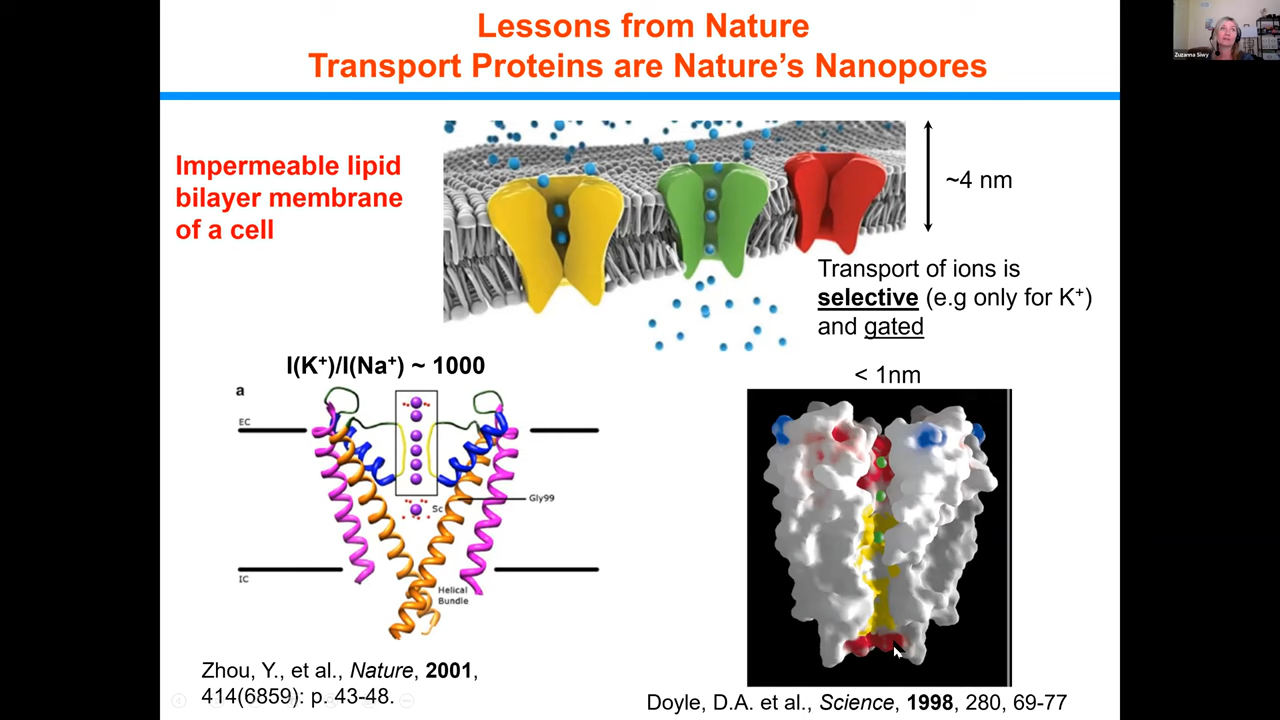 Lessons from Nature
Transport Proteins are Nature's Nanopores
Zuzanna Siwy
Impermeable lipid
bilayer membrane
of a cell
~4 nm
Transport of ions is
selective (e.g only for K⁺)
and gated
I(K⁺)/I(Na⁺) ~ 1000
< 1nm
a
EC
Gly99
Sc
IC
Helical
Bundle
Zhou, Y., et al., Nature, 2001,
414(6859): p. 43-48.
Doyle, D.A. et al., Science, 1998, 280, 69-77